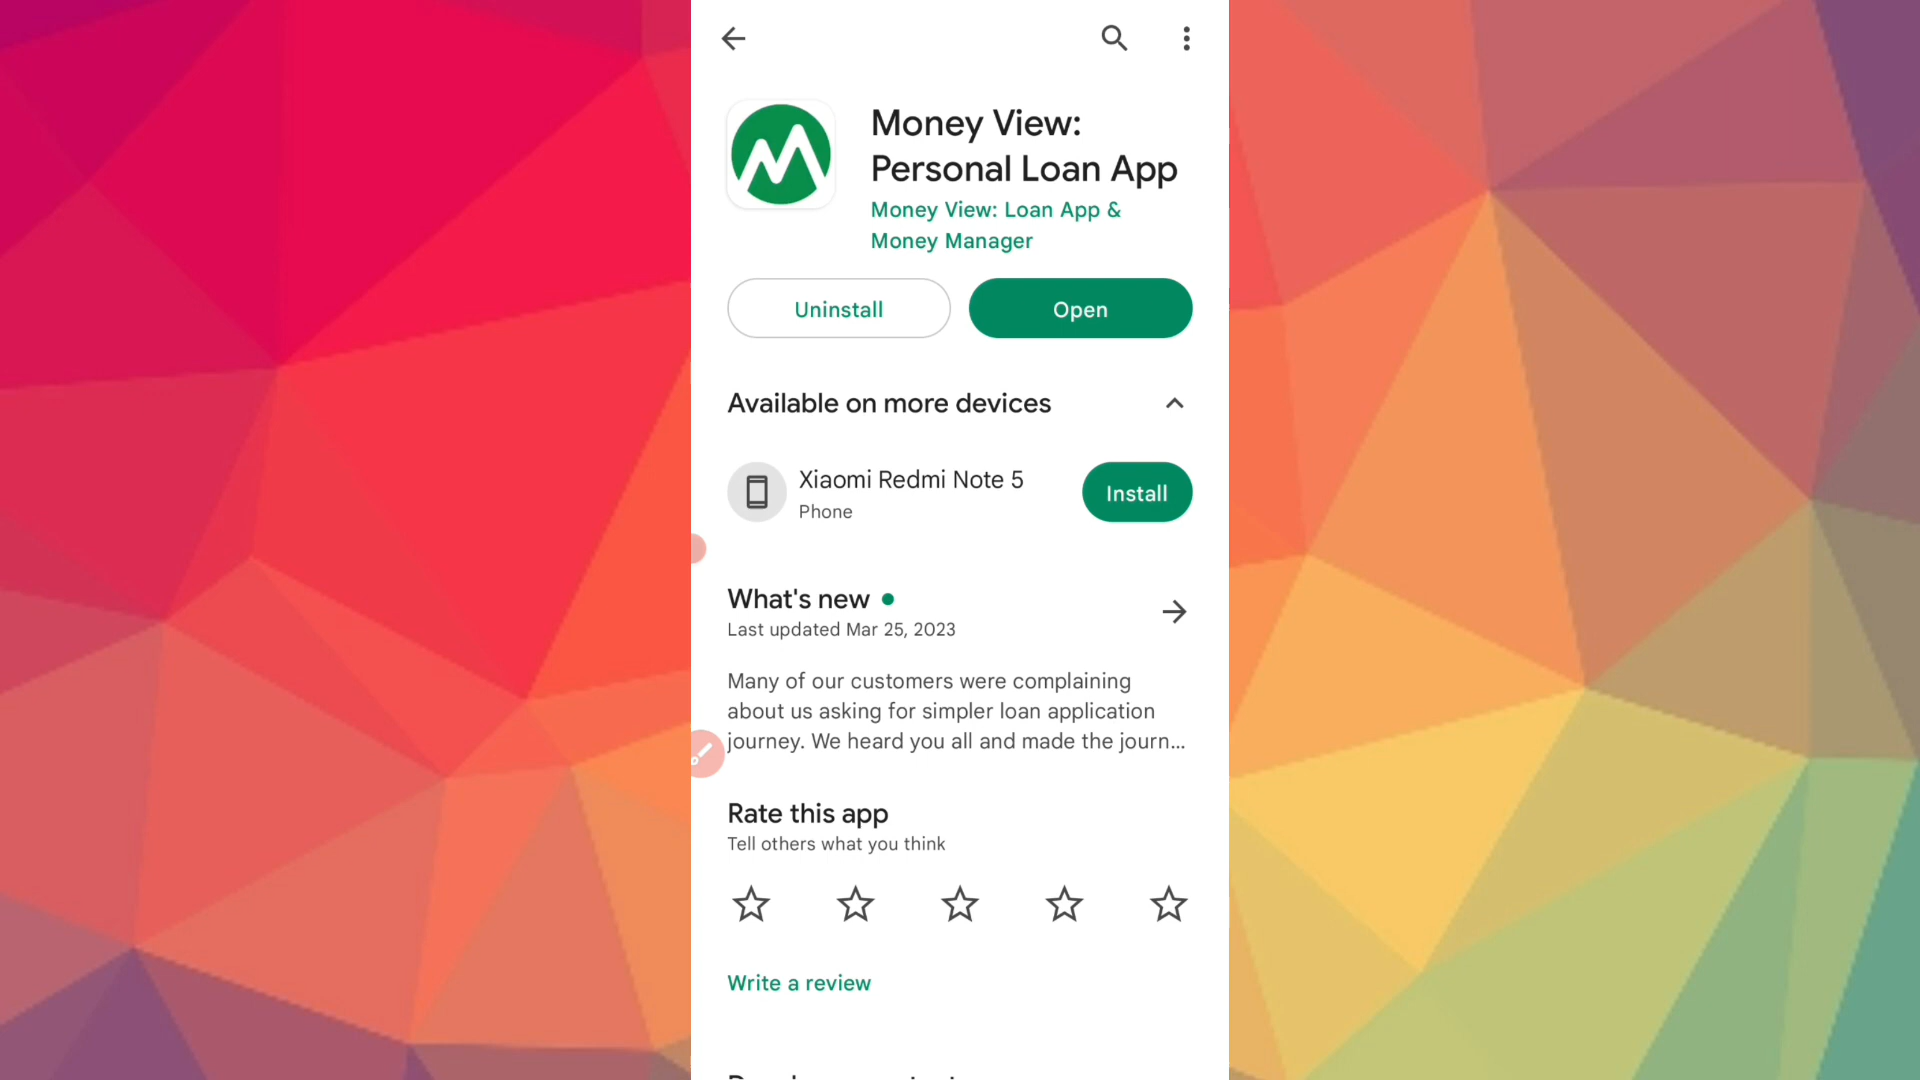 Money View:
Personal Loan App
Money View: Loan App &
Money Manager
Uninstall
Open
Available on more devices
Xiaomi Redmi Note 5
Phone
Install
What's new
Last updated Mar 25, 2023
Many of our customers were complaining
about us asking for simpler loan application
journey. We heard you all and made the journ...
Rate this app
Tell others what you think
Write a review